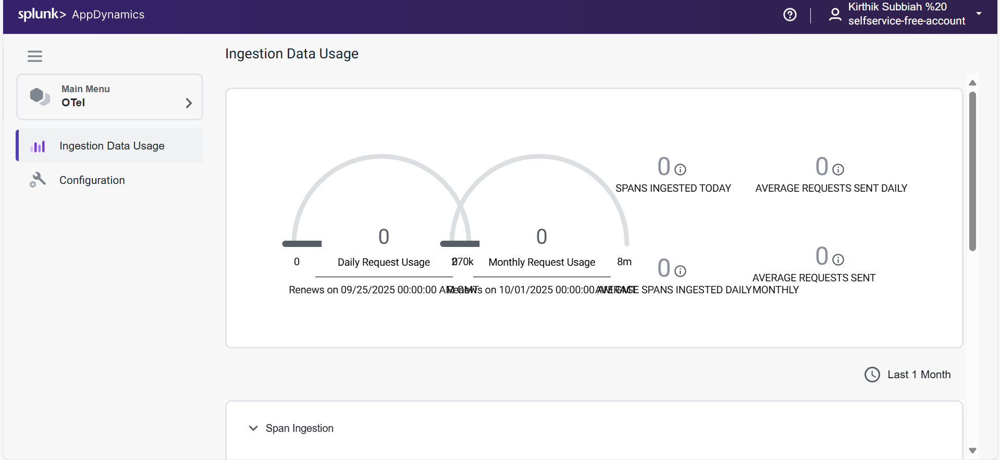 splunk> AppDynamics
Kirthik Subbiah %20
selfservice-free-account
Main Menu
OTel
Ingestion Data Usage
Configuration
Ingestion Data Usage
0
0
Daily Request Usage
270k
Renews on 09/25/2025 00:00:00 AM GMT
0
0
Monthly Request Usage
8m
Renews on 10/01/2025 00:00:00 AM GMT
0
SPANS INGESTED TODAY
0
AVERAGE REQUESTS SENT DAILY
0
AVERAGE SPANS INGESTED DAILY
0
AVERAGE REQUESTS SENT
MONTHLY
Last 1 Month
Span Ingestion